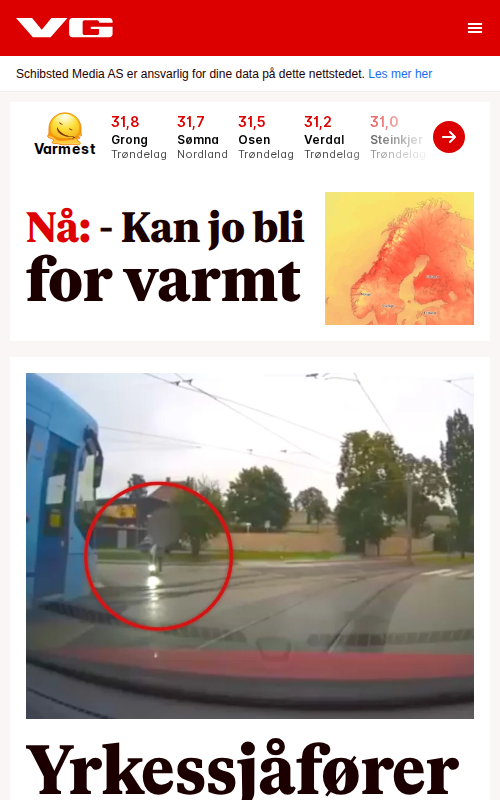 VG
Schibsted Media AS er ansvarlig for dine data på dette nettstedet. Les mer her
Varmest
31,8 31,7 31,5 31,2 31,0
Grong Sømna Osen Verdal Steinkjer
Trøndelag Nordland Trøndelag Trøndelag Trøndelag
Nå: - Kan jo bli
for varmt
Yrkessjåfører